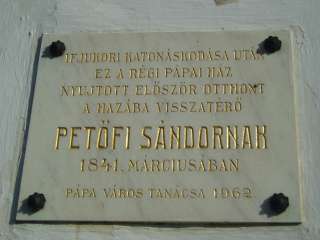 IFJUKORI KATONÁSKODÁSA UTÁN
EZ A RÉGI PÁPAI HÁZ
NYUJTOTT ELŐSZÖR OTTHONT
A HAZÁBA VISSZATÉRŐ
PETŐFI SÁNDORNAK
1841. MÁRCIUSÁBAN
PÁPA VÁROS TANÁCSA 1962